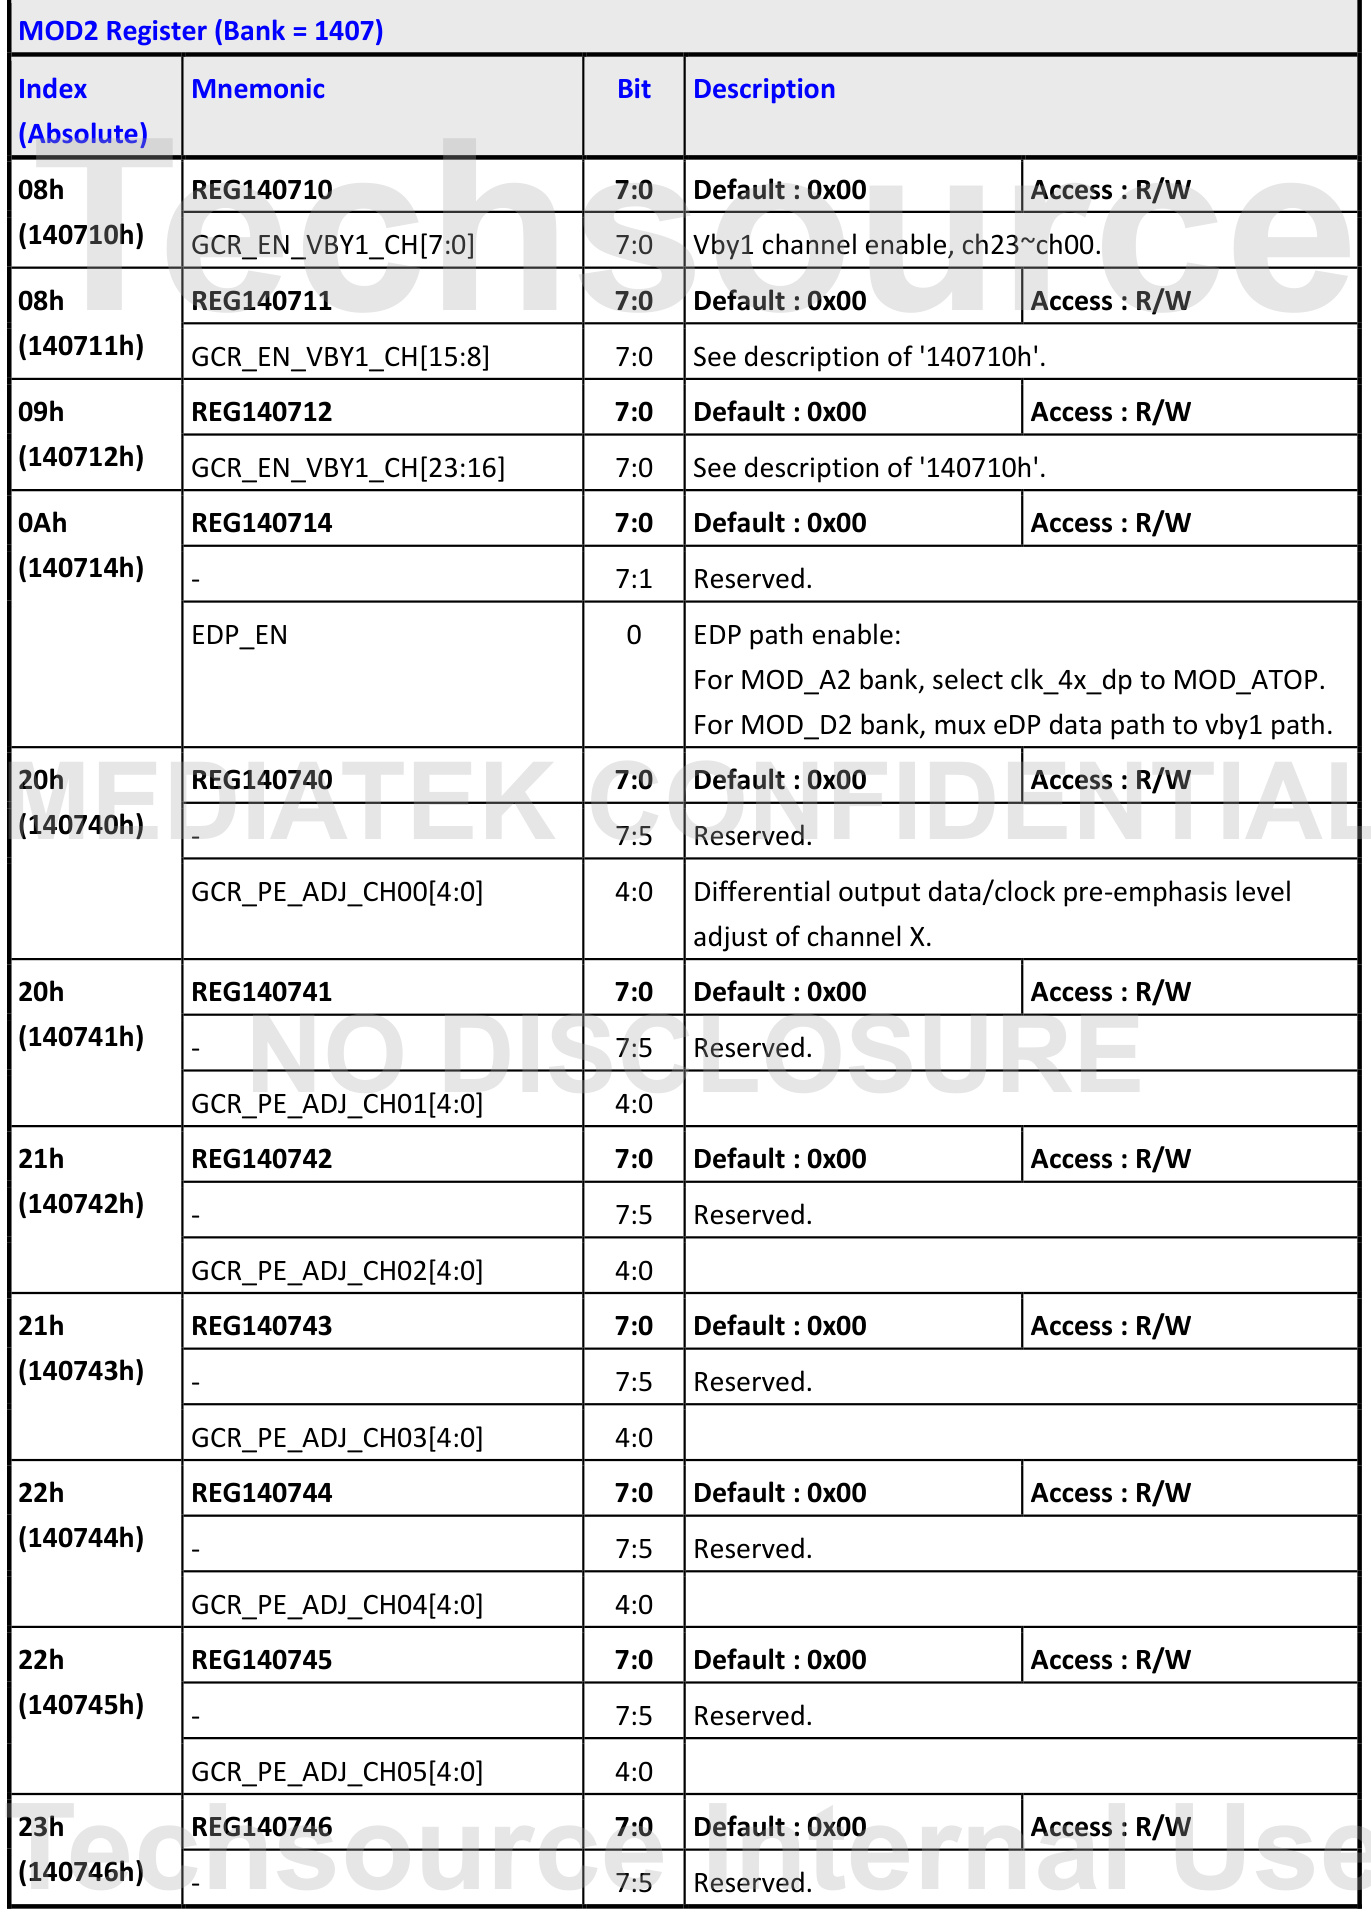 MOD2 Register (Bank = 1407)
Index (Absolute) Mnemonic Bit Description
08h (140710h) REG140710 7:0 Default : 0x00 Access : R/W
GCR_EN_VBY1_CH[7:0] 7:0 Vby1 channel enable, ch23~ch00.
08h (140711h) REG140711 7:0 Default : 0x00 Access : R/W
GCR_EN_VBY1_CH[15:8] 7:0 See description of '140710h'.
09h (140712h) REG140712 7:0 Default : 0x00 Access : R/W
GCR_EN_VBY1_CH[23:16] 7:0 See description of '140710h'.
0Ah (140714h) REG140714 7:0 Default : 0x00 Access : R/W
- 7:1 Reserved.
EDP_EN 0 EDP path enable:
For MOD_A2 bank, select clk_4x_dp to MOD_ATOP.
For MOD_D2 bank, mux eDP data path to vby1 path.
20h (140740h) REG140740 7:0 Default : 0x00 Access : R/W
- 7:5 Reserved.
GCR_PE_ADJ_CH00[4:0] 4:0 Differential output data/clock pre-emphasis level
adjust of channel X.
20h (140741h) REG140741 7:0 Default : 0x00 Access : R/W
- 7:5 Reserved.
GCR_PE_ADJ_CH01[4:0] 4:0
21h (140742h) REG140742 7:0 Default : 0x00 Access : R/W
- 7:5 Reserved.
GCR_PE_ADJ_CH02[4:0] 4:0
21h (140743h) REG140743 7:0 Default : 0x00 Access : R/W
- 7:5 Reserved.
GCR_PE_ADJ_CH03[4:0] 4:0
22h (140744h) REG140744 7:0 Default : 0x00 Access : R/W
- 7:5 Reserved.
GCR_PE_ADJ_CH04[4:0] 4:0
22h (140745h) REG140745 7:0 Default : 0x00 Access : R/W
- 7:5 Reserved.
GCR_PE_ADJ_CH05[4:0] 4:0
23h (140746h) REG140746 7:0 Default : 0x00 Access : R/W
- 7:5 Reserved.
Techsource
MEDIATEK CONFIDENTIAL
NO DISCLOSURE
Techsource Internal Use